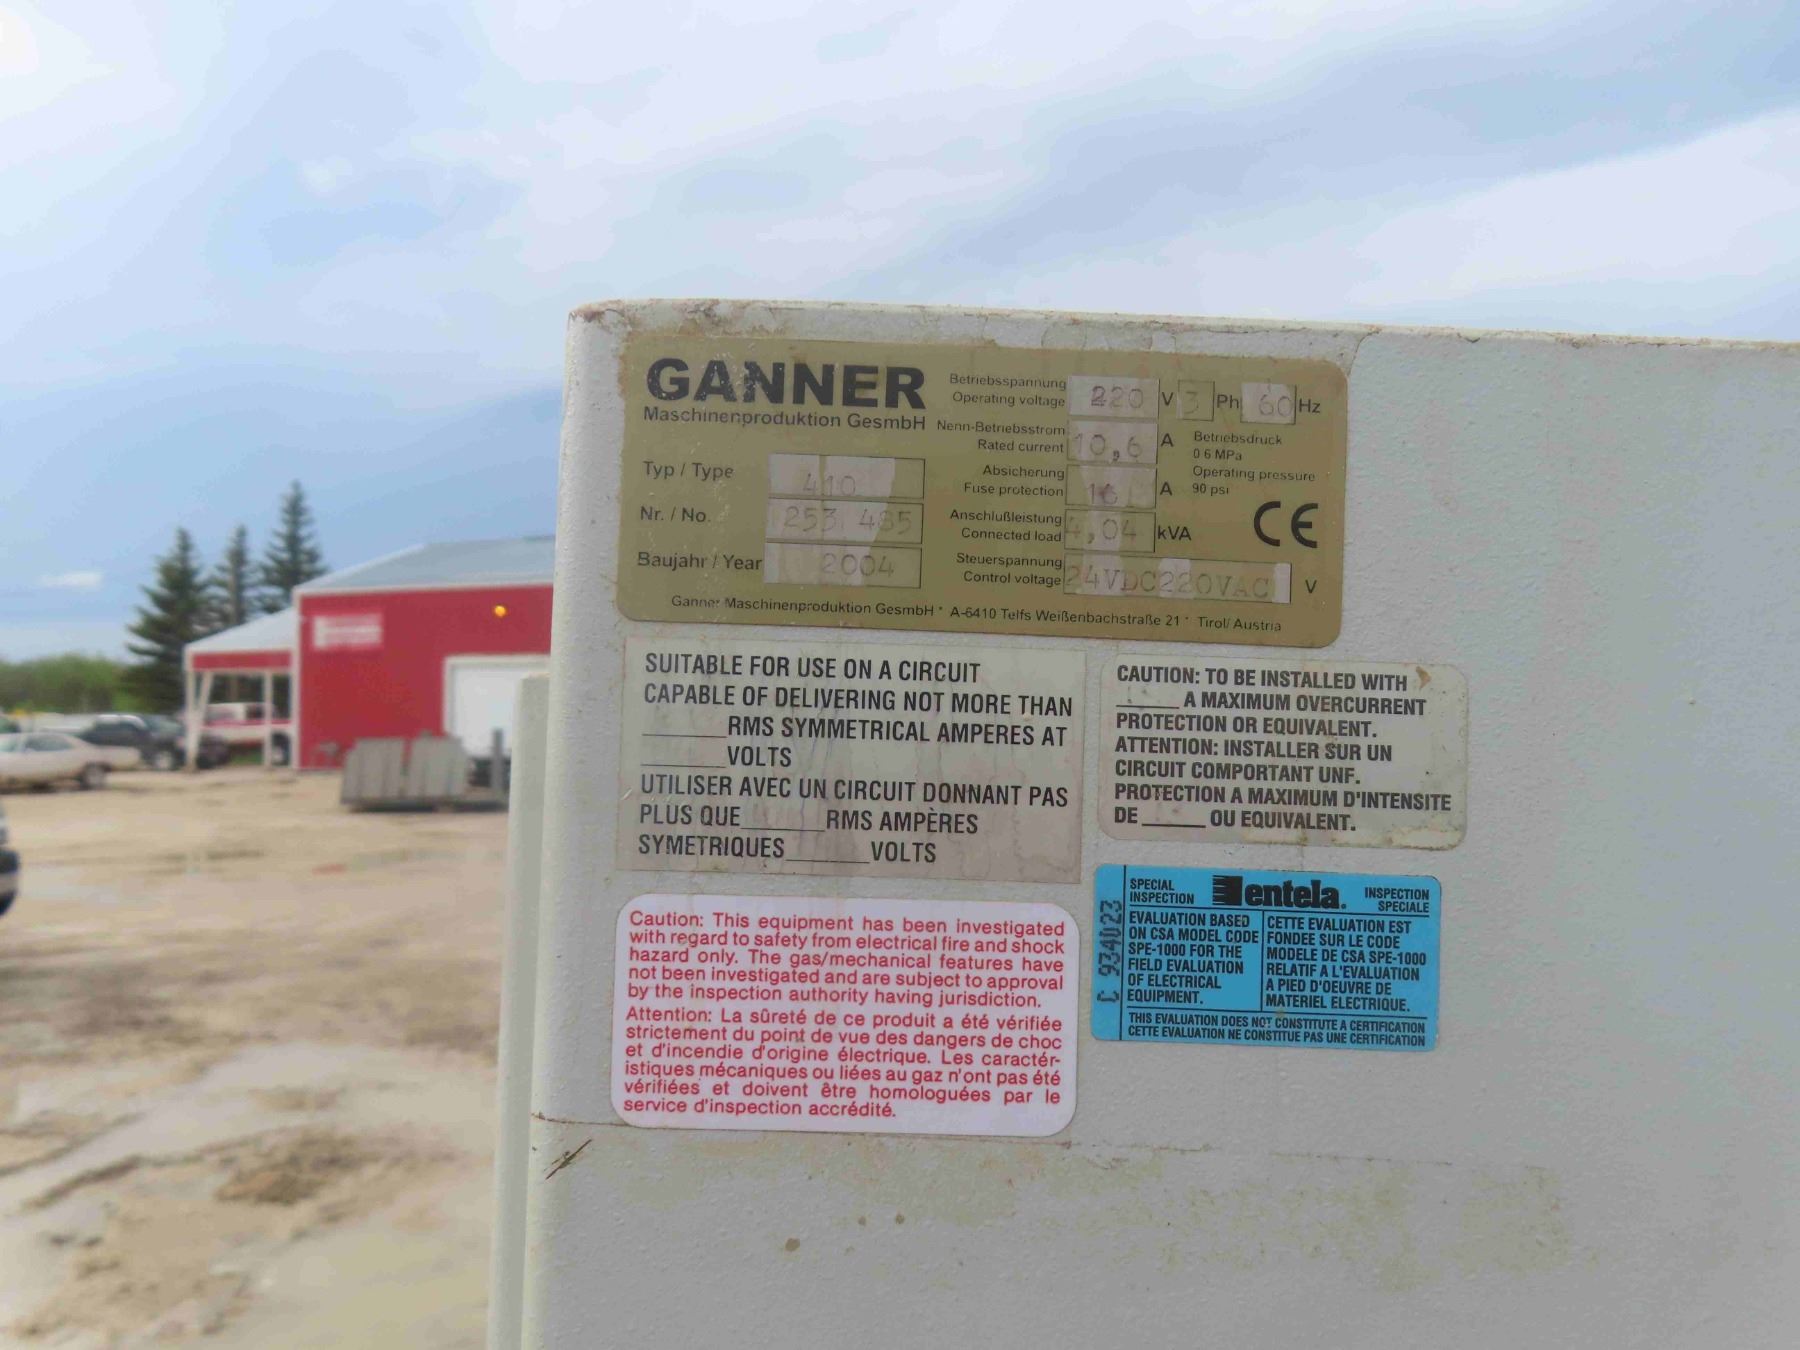 GANNER
Maschinenproduktion GesmbH
Typ / Type 410
Nr. / No. 253 485
Baujahr / Year 2004
Betriebsspannung
Operating voltage 220 V 3 Ph 60 Hz
Nenn-Betriebsstrom
Rated current 10,6 A
Absicherung
Fuse protection 16 A
Anschlußleistung
Connected load 4,04 kVA
Steuerspannung
Control voltage 24VDC220VAC V
Betriebsdruck
0 6 MPa
Operating pressure
90 psi
CE
Ganner Maschinenproduktion GesmbH * A-6410 Telfs Weißenbachstraße 21 * Tirol/ Austria
SUITABLE FOR USE ON A CIRCUIT
CAPABLE OF DELIVERING NOT MORE THAN
______RMS SYMMETRICAL AMPERES AT
______VOLTS
UTILISER AVEC UN CIRCUIT DONNANT PAS
PLUS QUE______RMS AMPÈRES
SYMETRIQUES______VOLTS
CAUTION: TO BE INSTALLED WITH
_____ A MAXIMUM OVERCURRENT
PROTECTION OR EQUIVALENT.
ATTENTION: INSTALLER SUR UN
CIRCUIT COMPORTANT UNF.
PROTECTION A MAXIMUM D'INTENSITE
DE _____ OU EQUIVALENT.
Caution: This equipment has been investigated
with regard to safety from electrical fire and shock
hazard only. The gas/mechanical features have
not been investigated and are subject to approval
by the inspection authority having jurisdiction.
Attention: La sûreté de ce produit a été vérifiée
strictement du point de vue des dangers de choc
et d'incendie d'origine électrique. Les caractér-
istiques mécaniques ou liées au gaz n'ont pas été
vérifiées et doivent être homologuées par le
service d'inspection accrédité.
C 934023
SPECIAL
INSPECTION
entela.
INSPECTION
SPECIALE
EVALUATION BASED
ON CSA MODEL CODE
SPE-1000 FOR THE
FIELD EVALUATION
OF ELECTRICAL
EQUIPMENT.
CETTE EVALUATION EST
FONDEE SUR LE CODE
MODELE DE CSA SPE-1000
RELATIF A L'EVALUATION
A PIED D'OEUVRE DE
MATERIEL ELECTRIQUE.
THIS EVALUATION DOES NOT CONSTITUTE A CERTIFICATION
CETTE EVALUATION NE CONSTITUE PAS UNE CERTIFICATION